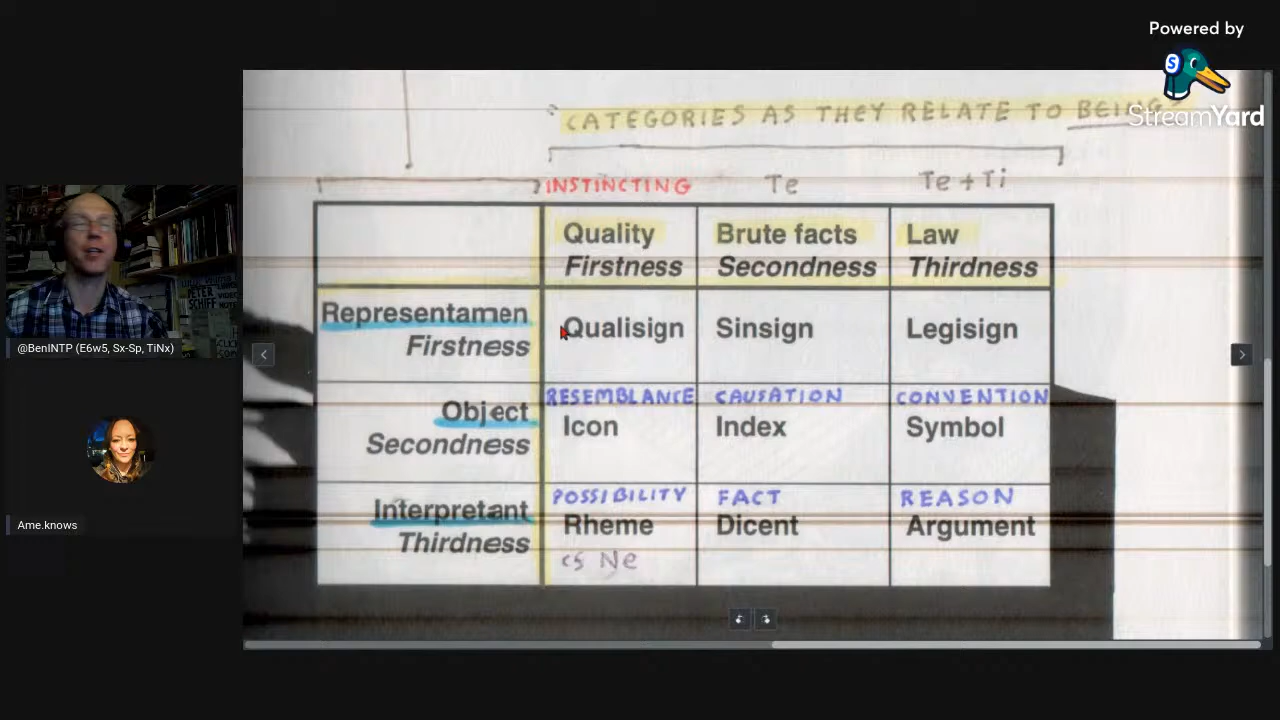 Powered by
StreamYard
CATEGORIES AS THEY RELATE TO BEING
INSTINCTING Te Te + Ti
Quality Brute facts Law
Firstness Secondness Thirdness
Representamen
Firstness
Qualisign Sinsign Legisign
RESEMBLANCE CAUSATION CONVENTION
Object
Secondness
Icon Index Symbol
POSSIBILITY FACT REASON
Interpretant
Thirdness
Rheme Dicent Argument
Ne
@BenINTP (E6w5, Sx-Sp, TiNx)
Ame.knows
PETER
SCHIFF